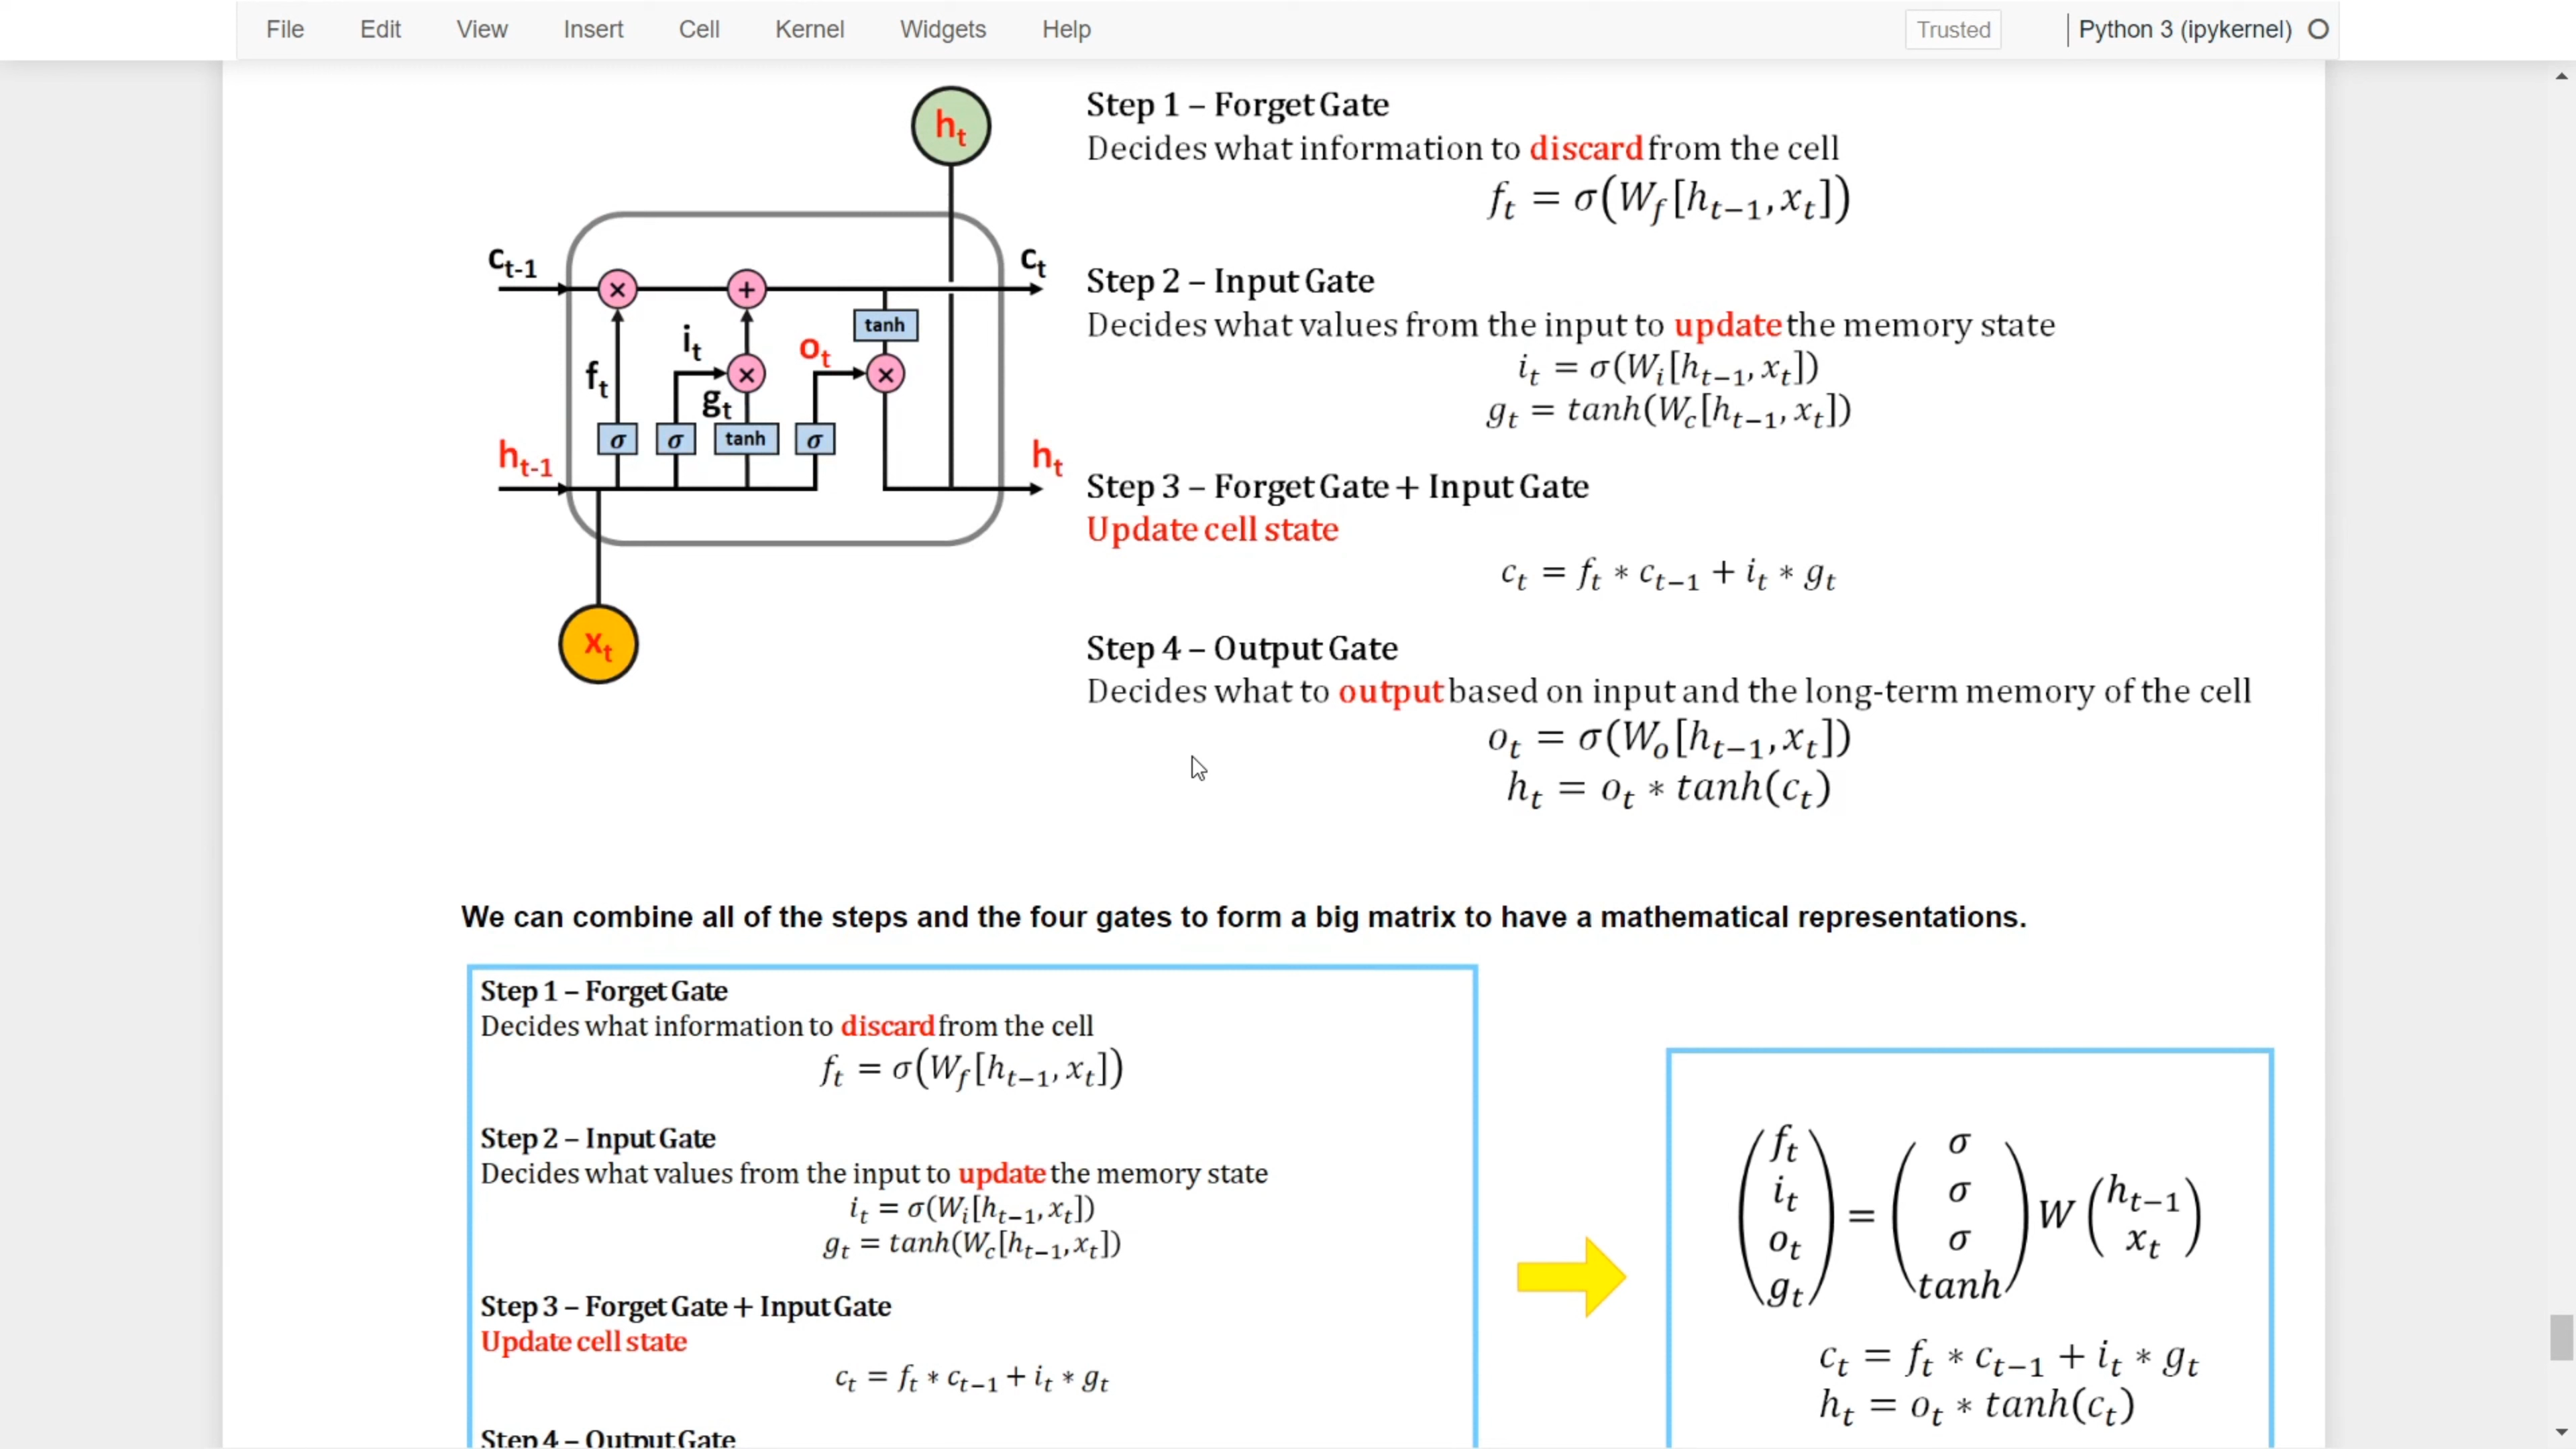 File Edit View Insert Cell Kernel Widgets Help Trusted Python 3 (ipykernel)
hₜ
cₜ₋₁
cₜ
× +
tanh
iₜ oₜ
fₜ
× ×
gₜ
σ σ tanh σ
hₜ₋₁
hₜ
xₜ
Step 1 – Forget Gate
Decides what information to discard from the cell
fₜ = σ(W_f[hₜ₋₁, xₜ])
Step 2 – Input Gate
Decides what values from the input to update the memory state
iₜ = σ(Wᵢ[hₜ₋₁, xₜ])
gₜ = tanh(W_c[hₜ₋₁, xₜ])
Step 3 – Forget Gate + Input Gate
Update cell state
cₜ = fₜ * cₜ₋₁ + iₜ * gₜ
Step 4 – Output Gate
Decides what to output based on input and the long-term memory of the cell
oₜ = σ(Wₒ[hₜ₋₁, xₜ])
hₜ = oₜ * tanh(cₜ)
We can combine all of the steps and the four gates to form a big matrix to have a mathematical representations.
Step 1 – Forget Gate
Decides what information to discard from the cell
fₜ = σ(W_f[hₜ₋₁, xₜ])
Step 2 – Input Gate
Decides what values from the input to update the memory state
iₜ = σ(Wᵢ[hₜ₋₁, xₜ])
gₜ = tanh(W_c[hₜ₋₁, xₜ])
Step 3 – Forget Gate + Input Gate
Update cell state
cₜ = fₜ * cₜ₋₁ + iₜ * gₜ
Step 4 – Output Gate
(fₜ iₜ oₜ gₜ) = (σ σ σ tanh) W (hₜ₋₁ xₜ)
cₜ = fₜ * cₜ₋₁ + iₜ * gₜ
hₜ = oₜ * tanh(cₜ)